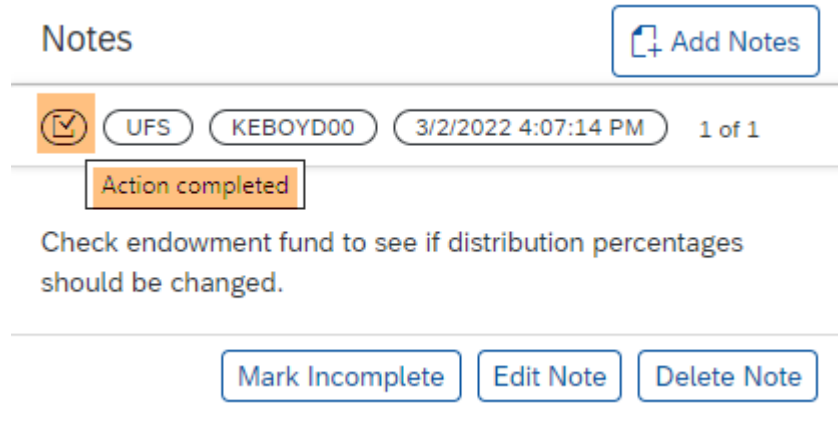 Notes
Add Notes
UFS KEBOYD00 3/2/2022 4:07:14 PM 1 of 1
Action completed
Check endowment fund to see if distribution percentages
should be changed.
Mark Incomplete Edit Note Delete Note